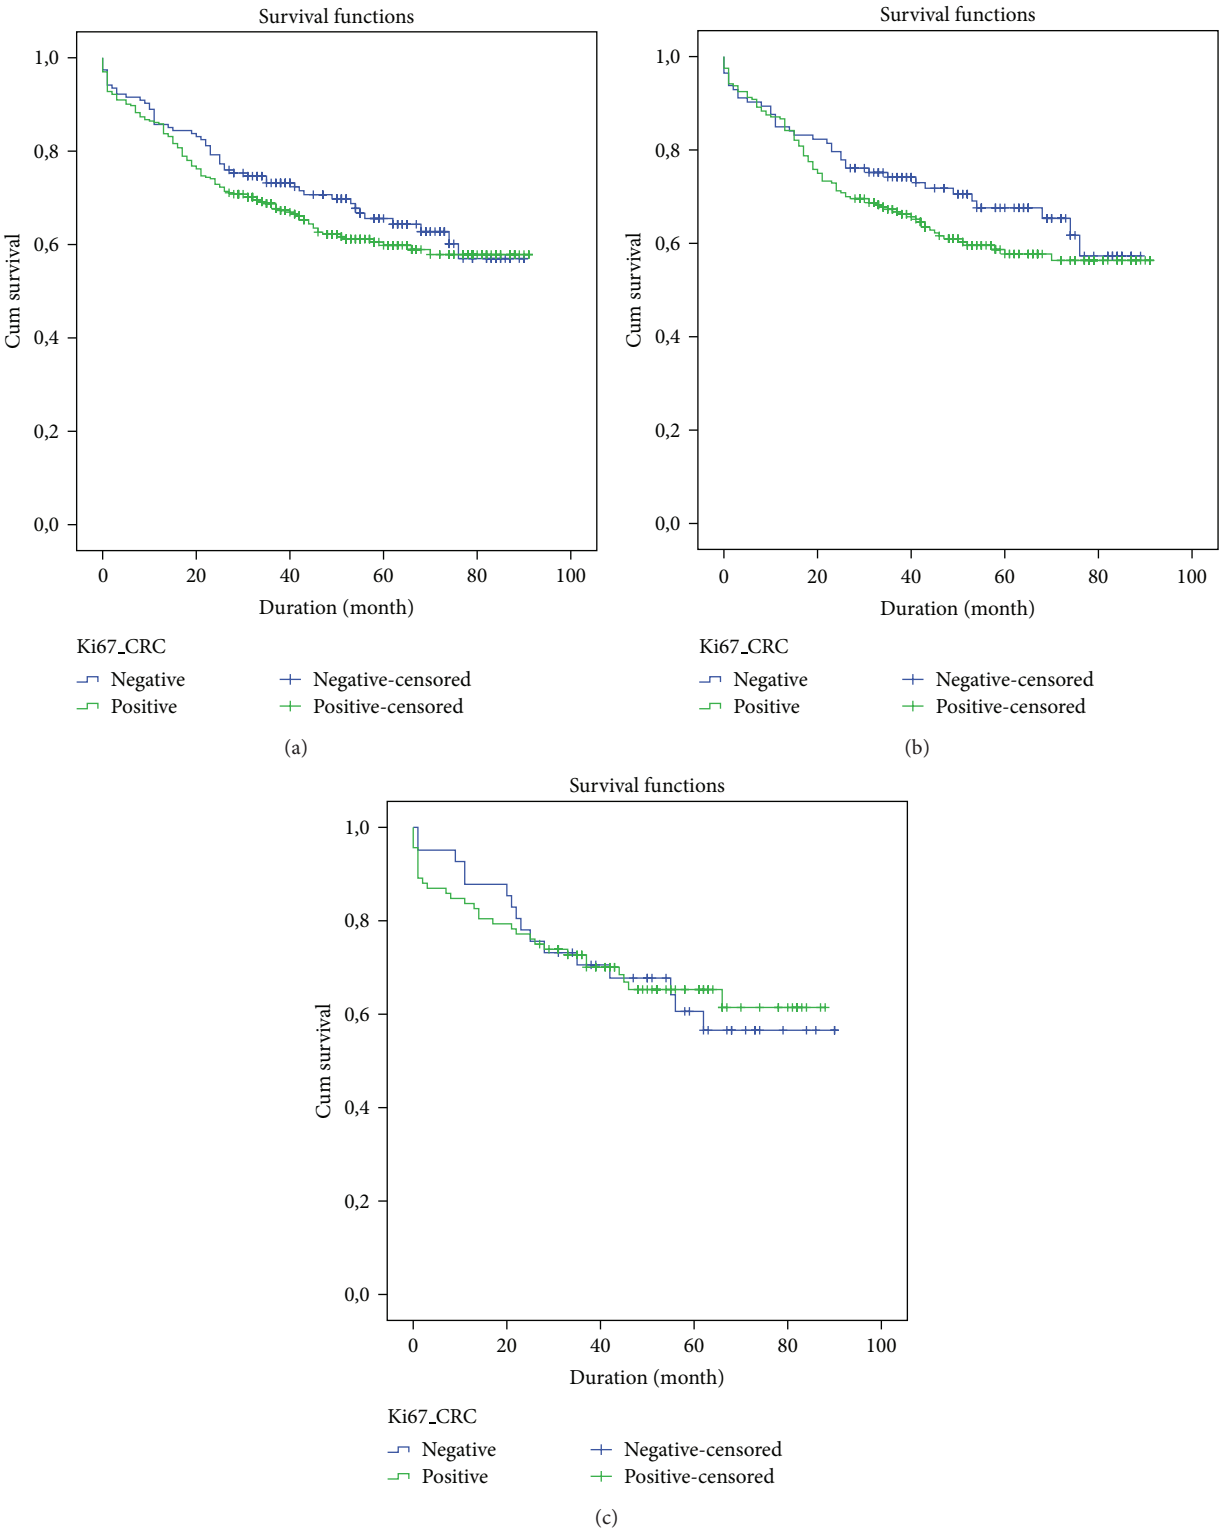 Survival functions
1,0
0,8
0,6
0,4
0,2
0,0
Cum survival
0 20 40 60 80 100
Duration (month)
Ki67_CRC
Negative Negative-censored
Positive Positive-censored
(a)
Survival functions
1,0
0,8
0,6
0,4
0,2
0,0
Cum survival
0 20 40 60 80 100
Duration (month)
Ki67_CRC
Negative Negative-censored
Positive Positive-censored
(b)
Survival functions
1,0
0,8
0,6
0,4
0,2
0,0
Cum survival
0 20 40 60 80 100
Duration (month)
Ki67_CRC
Negative Negative-censored
Positive Positive-censored
(c)